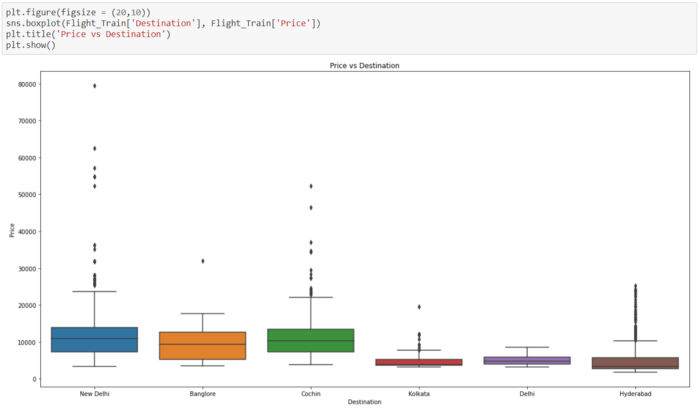 plt.figure(figsize = (20,10))
sns.boxplot(Flight_Train['Destination'], Flight_Train['Price'])
plt.title('Price vs Destination')
plt.show()
Price vs Destination
80000
70000
60000
50000
40000
30000
20000
10000
0
Price
New Delhi Banglore Cochin Kolkata Delhi Hyderabad
Destination